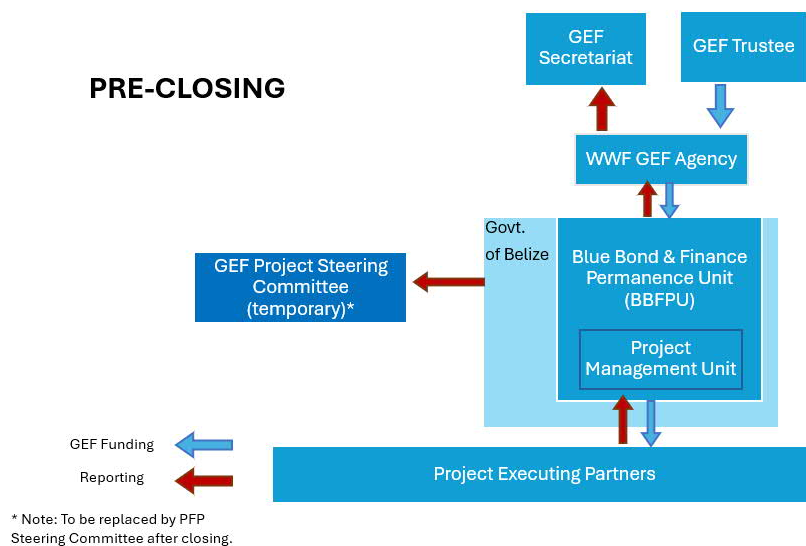 PRE-CLOSING
GEF
Secretariat
GEF Trustee
WWF GEF Agency
Govt.
of Belize
Blue Bond & Finance
Permanence Unit
(BBFPU)
GEF Project Steering
Committee
(temporary)*
Project
Management Unit
GEF Funding
Reporting
Project Executing Partners
* Note: To be replaced by PFP
Steering Committee after closing.